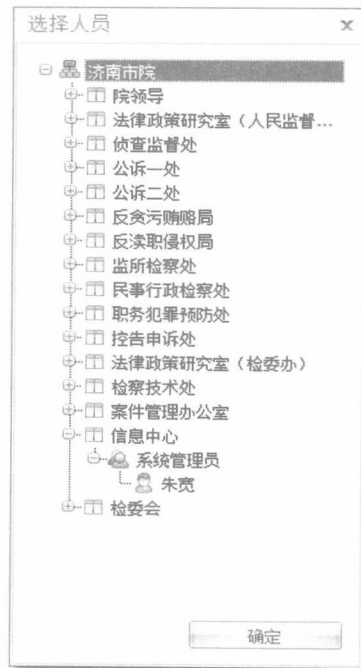 选择人员
济南市院
院领导
法律政策研究室（人民监督...
侦查监督处
公诉一处
公诉二处
反贪污贿赂局
反渎职侵权局
监所检察处
民事行政检察处
职务犯罪预防处
控告申诉处
法律政策研究室（检委办）
检察技术处
案件管理办公室
信息中心
系统管理员
朱宽
检委会
确定